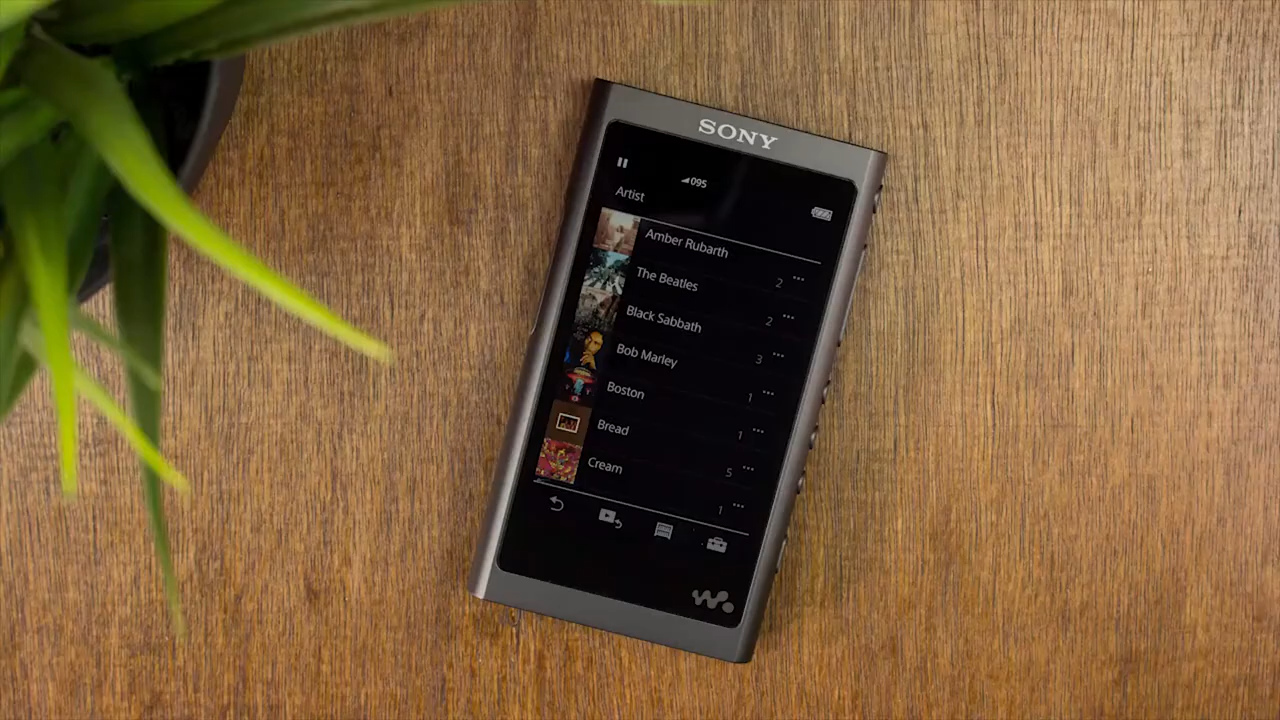 SONY
095
Artist
Amber Rubarth 2
The Beatles 2
Black Sabbath 3
Bob Marley 1
Boston 1
Bread 5
Cream 1